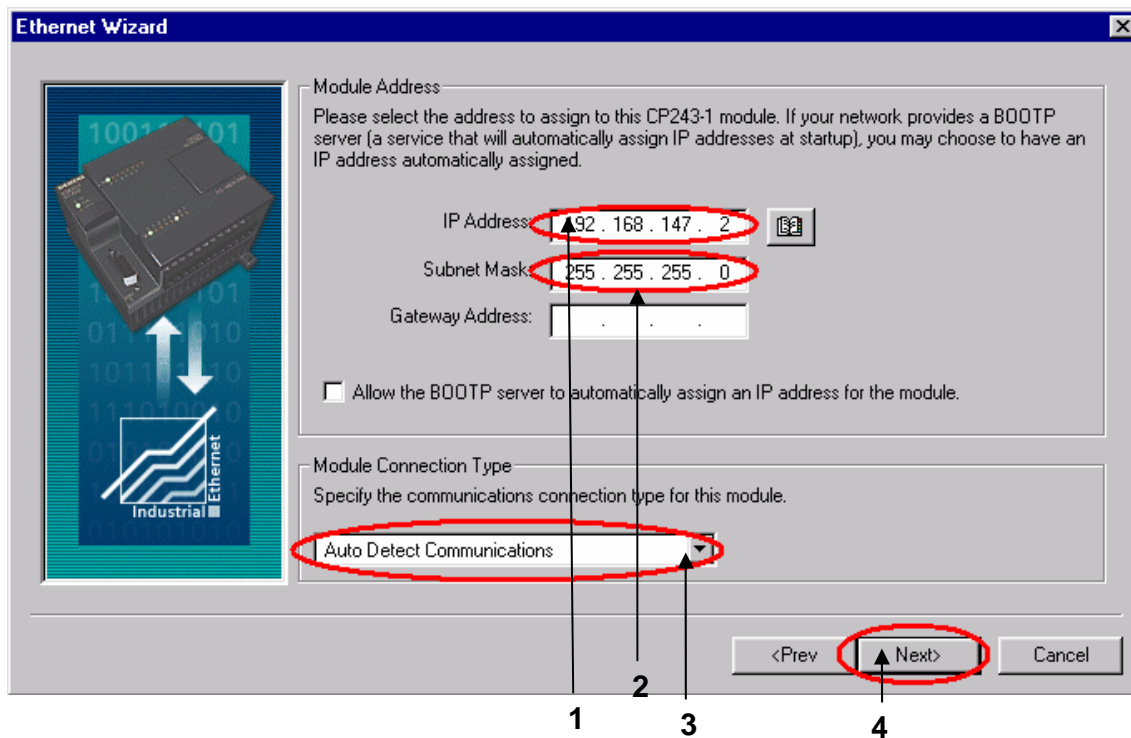 Ethernet Wizard
Module Address
Please select the address to assign to this CP243-1 module. If your network provides a BOOTP
server (a service that will automatically assign IP addresses at startup), you may choose to have an
IP address automatically assigned.
IP Address: 192 . 168 . 147 . 2
Subnet Mask: 255 . 255 . 255 . 0
Gateway Address: . . .
Allow the BOOTP server to automatically assign an IP address for the module.
Module Connection Type
Specify the communications connection type for this module.
Auto Detect Communications
Industrial
Ethernet
<Prev
Next>
Cancel
1
2
3
4